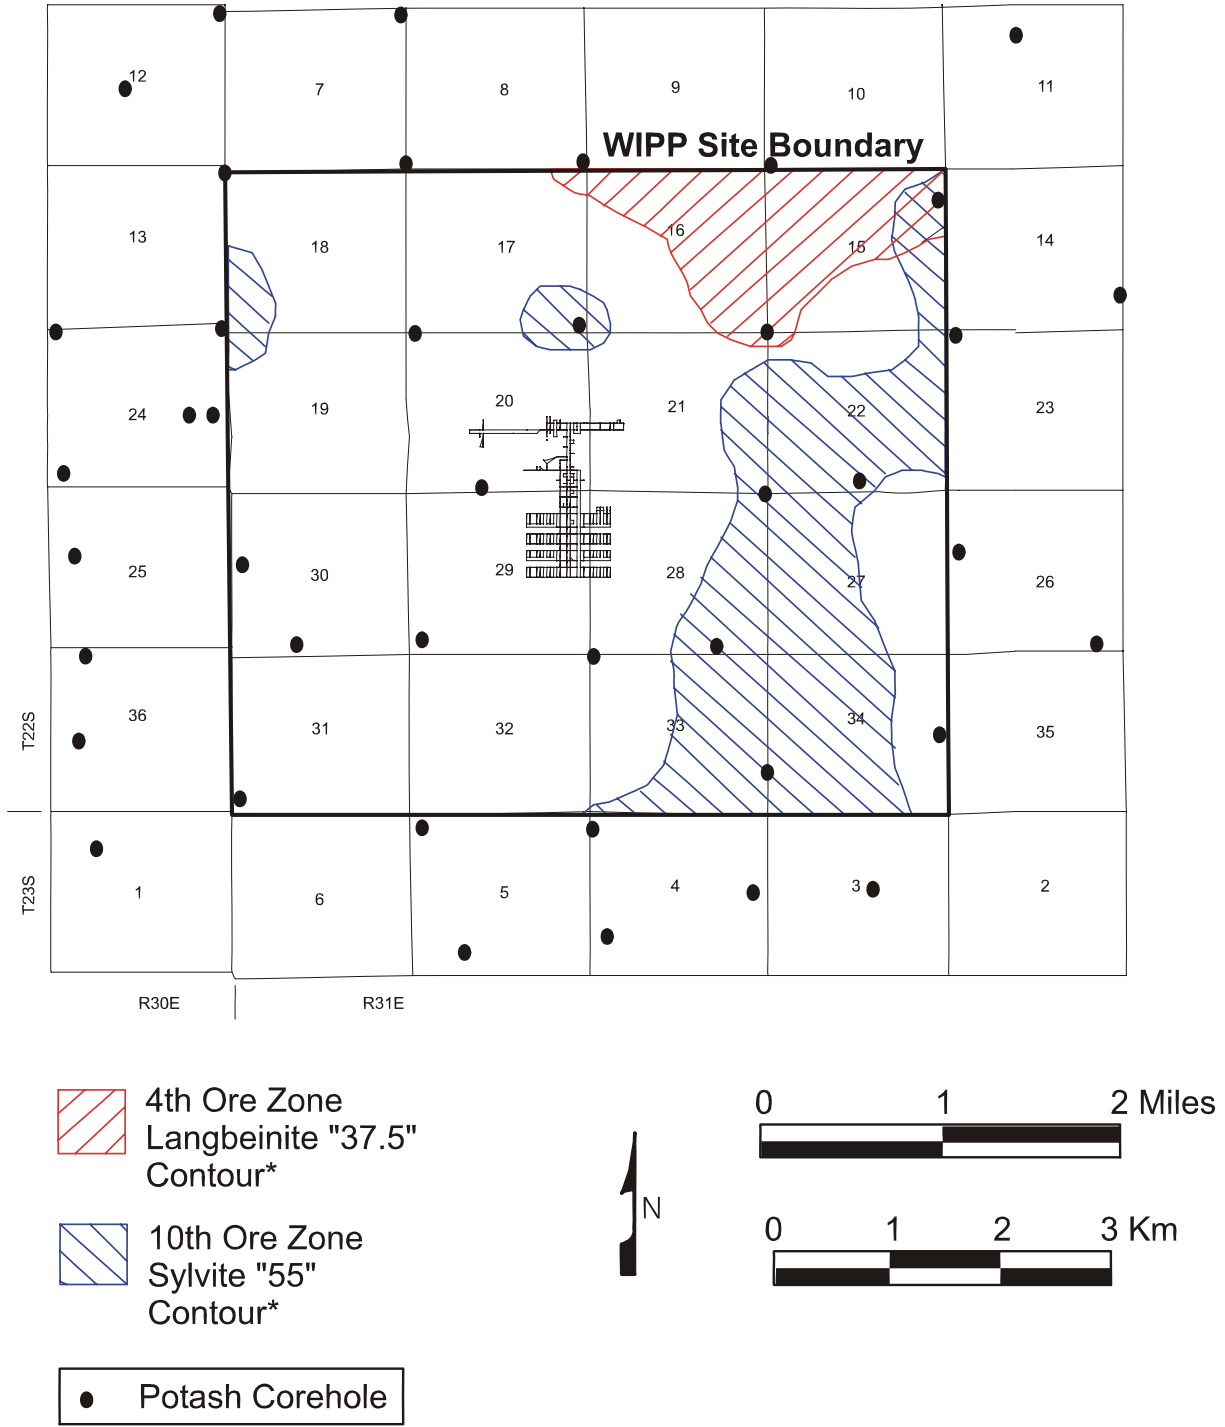 12
7
8
9
10
11
WIPP Site Boundary
13
18
17
16
15
14
24
19
20
21
22
23
25
30
29
28
27
26
36
31
32
33
34
35
T22S
T23S
1
6
5
4
3
2
R30E
R31E
4th Ore Zone
Langbeinite "37.5"
Contour*
10th Ore Zone
Sylvite "55"
Contour*
Potash Corehole
N
0 1 2 Miles
0 1 2 3 Km